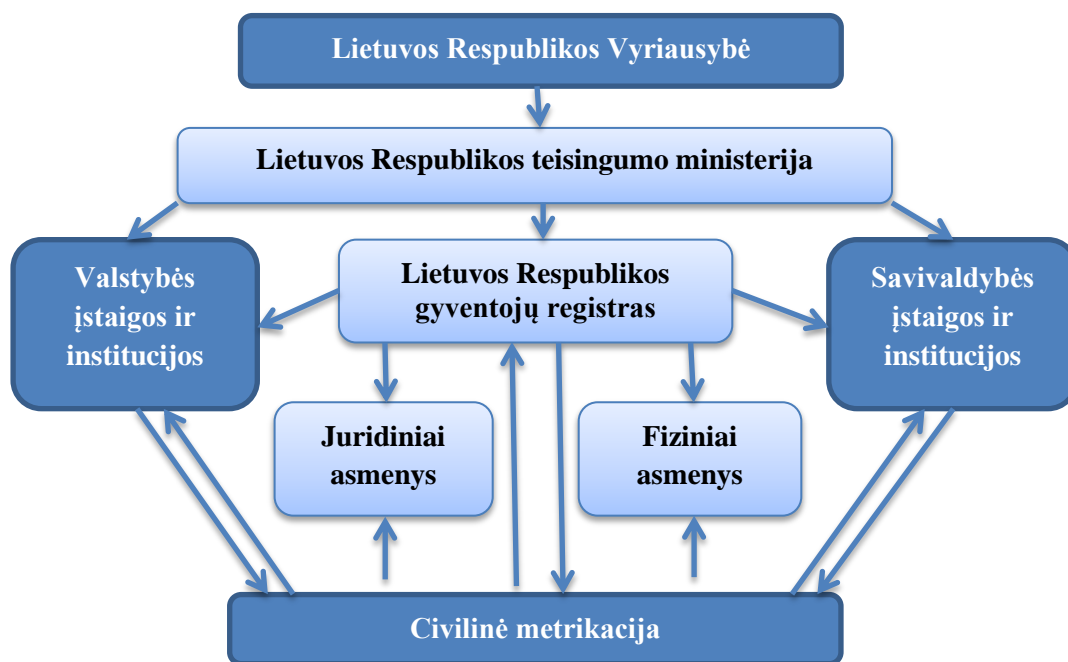 Lietuvos Respublikos Vyriausybė
Lietuvos Respublikos teisingumo ministerija
Valstybės
įstaigos ir
institucijos
Lietuvos Respublikos
gyventojų registras
Savivaldybės
įstaigos ir
institucijos
Juridiniai
asmenys
Fiziniai
asmenys
Civilinė metrikacija